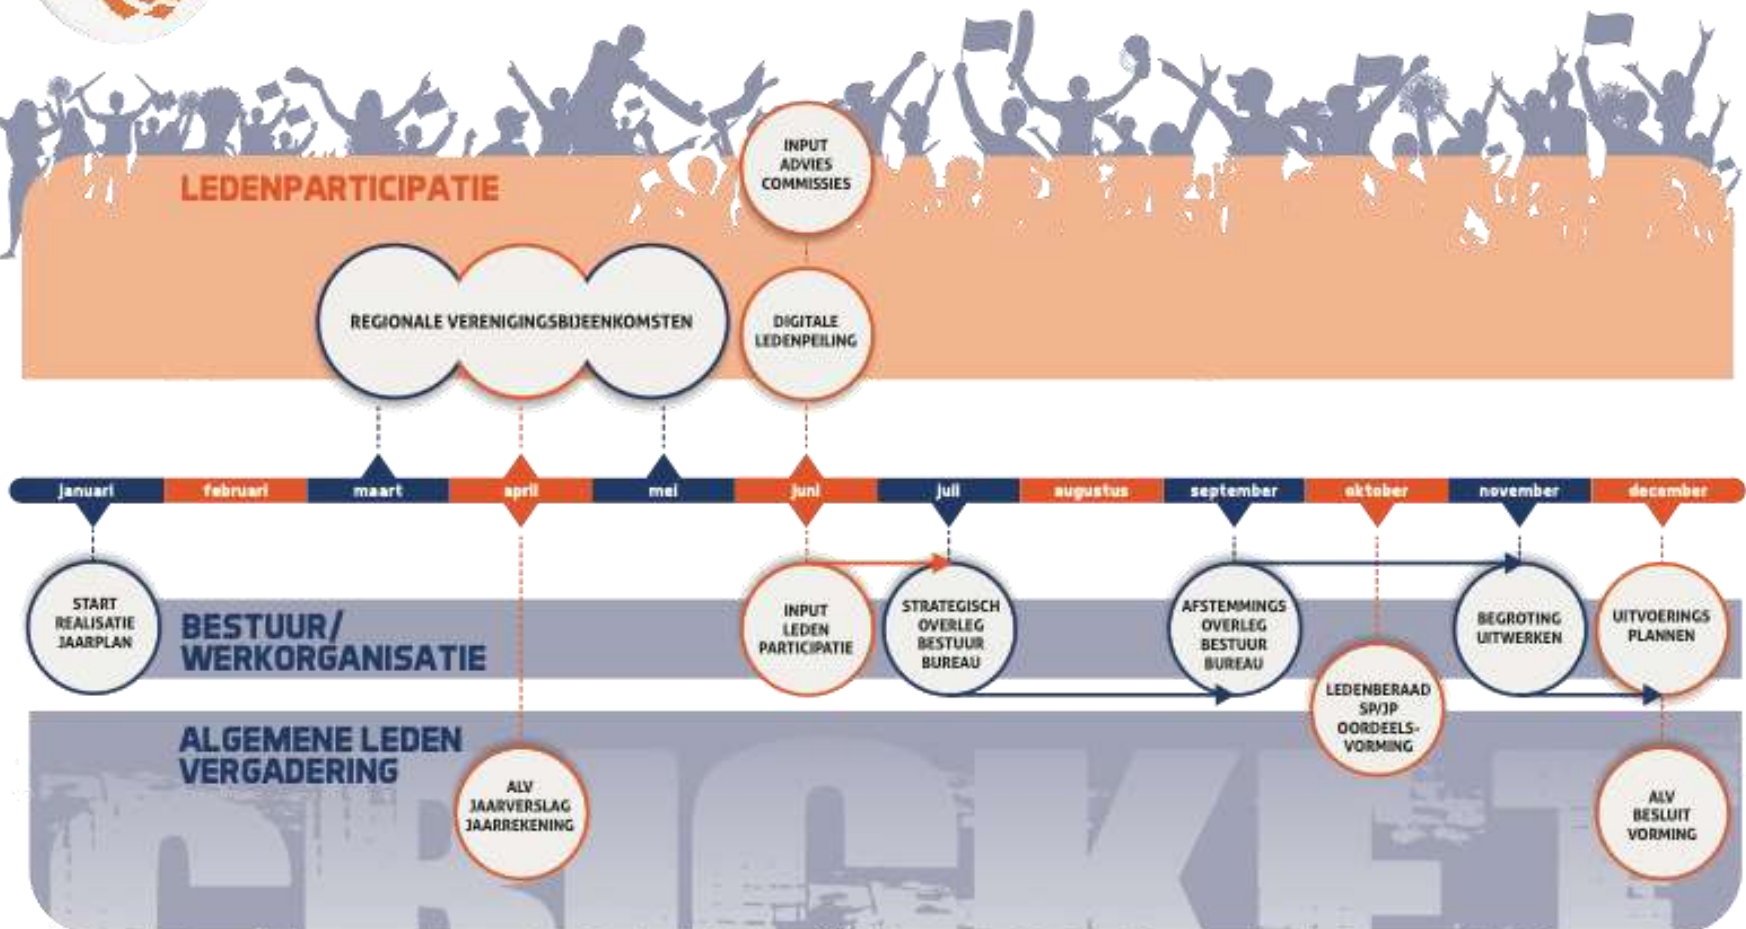 INPUT
ADVIES
COMMISSIES
LEDENPARTICIPATIE
REGIONALE VERENIGINGSBIJEENKOMSTEN
DIGITALE
LEDENPEILING
januari februari maart april mei juni juli augustus september oktober november december
START
REALISATIE
JAARPLAN
BESTUUR/
WERKORGANISATIE
INPUT
LEDEN
PARTICIPATIE
STRATEGISCH
OVERLEG
BESTUUR
BUREAU
AFSTEMMINGS
OVERLEG
BESTUUR
BUREAU
LEDENBERAAD
SP/JP
OORDEELS-
VORMING
BEGROTING
UITWERKEN
UITVOERINGS
PLANNEN
ALGEMENE LEDEN
VERGADERING
ALV
JAARVERSLAG
JAARREKENING
ALV
BESLUIT
VORMING
CRICKET